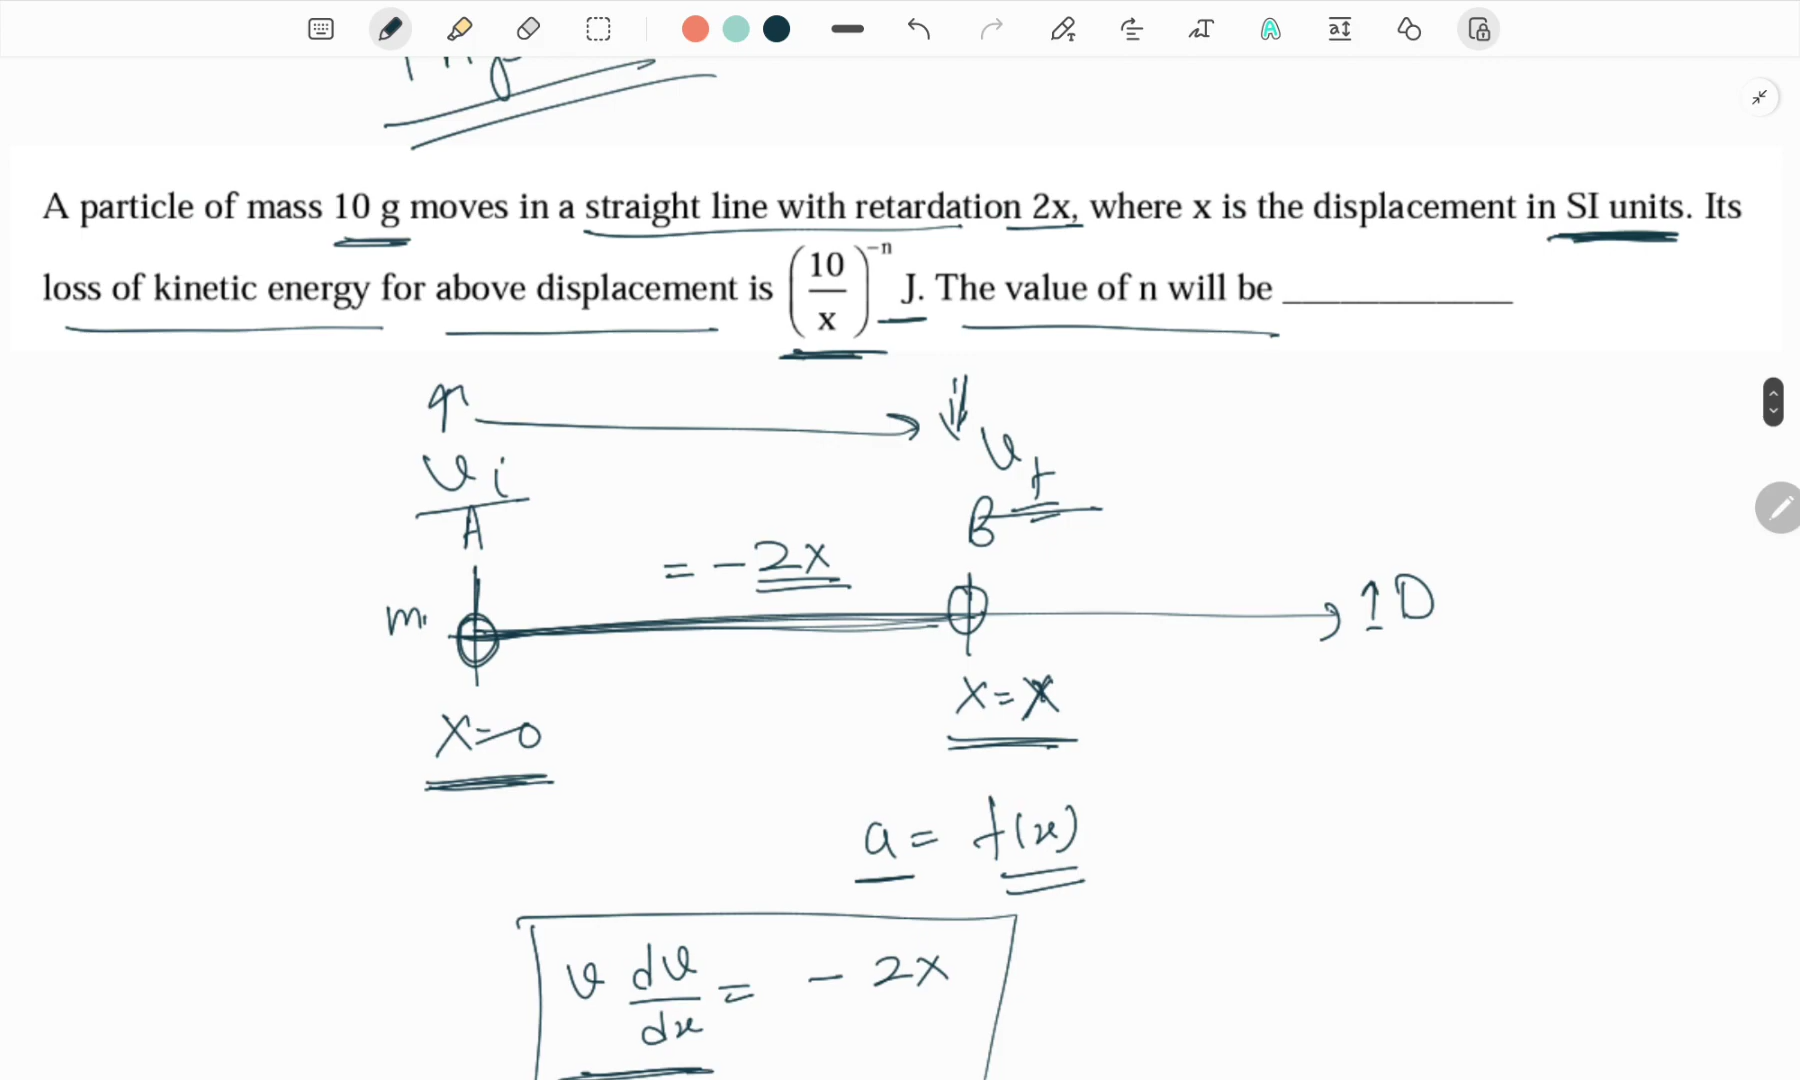 A particle of mass 10 g moves in a straight line with retardation 2x, where x is the displacement in SI units. Its
loss of kinetic energy for above displacement is (10/x)^-n J. The value of n will be ____________
vi
vf
A
B
= - 2x
m
1D
x=0
x=x
a = f(x)
v dv/dx = - 2x